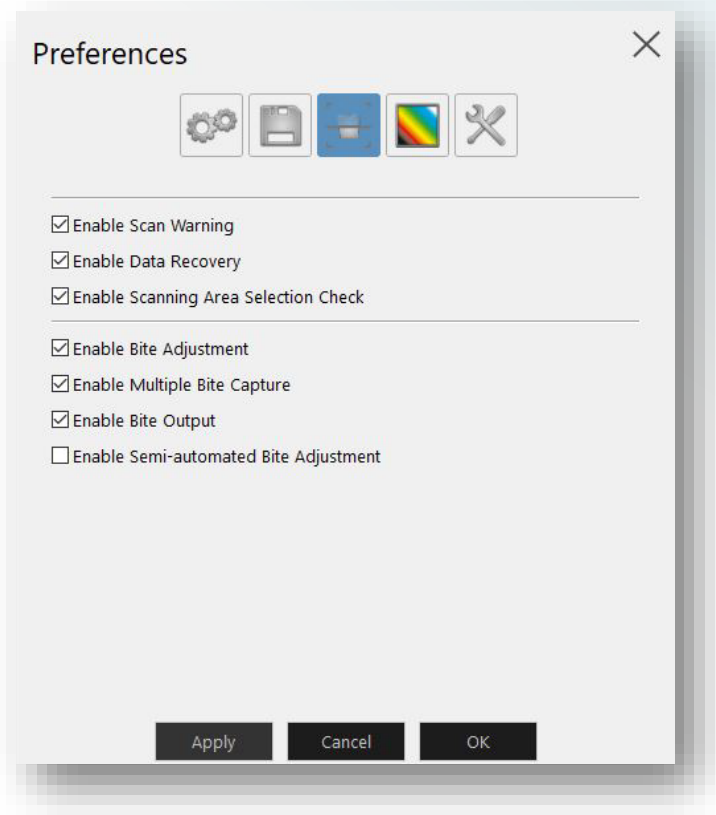 Preferences
Enable Scan Warning
Enable Data Recovery
Enable Scanning Area Selection Check
Enable Bite Adjustment
Enable Multiple Bite Capture
Enable Bite Output
Enable Semi-automated Bite Adjustment
Apply Cancel OK